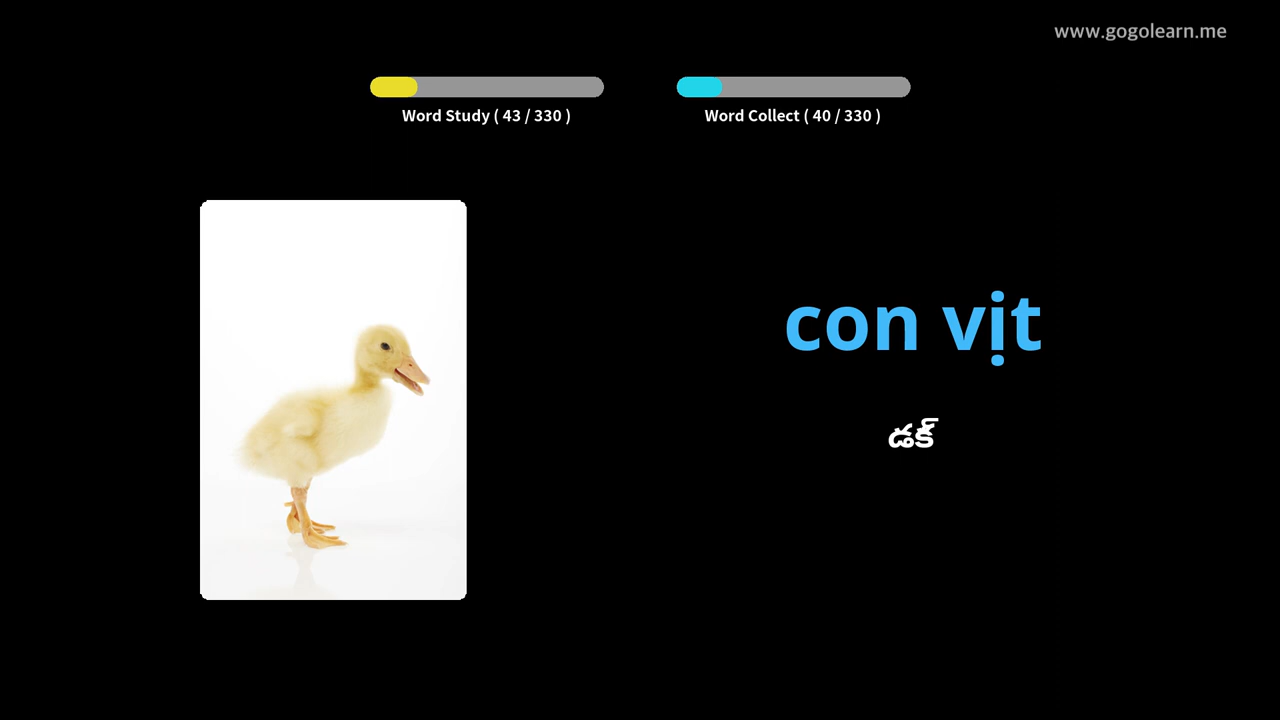 www.gogolearn.me
Word Study ( 43 / 330 )
Word Collect ( 40 / 330 )
con vịt
డక్